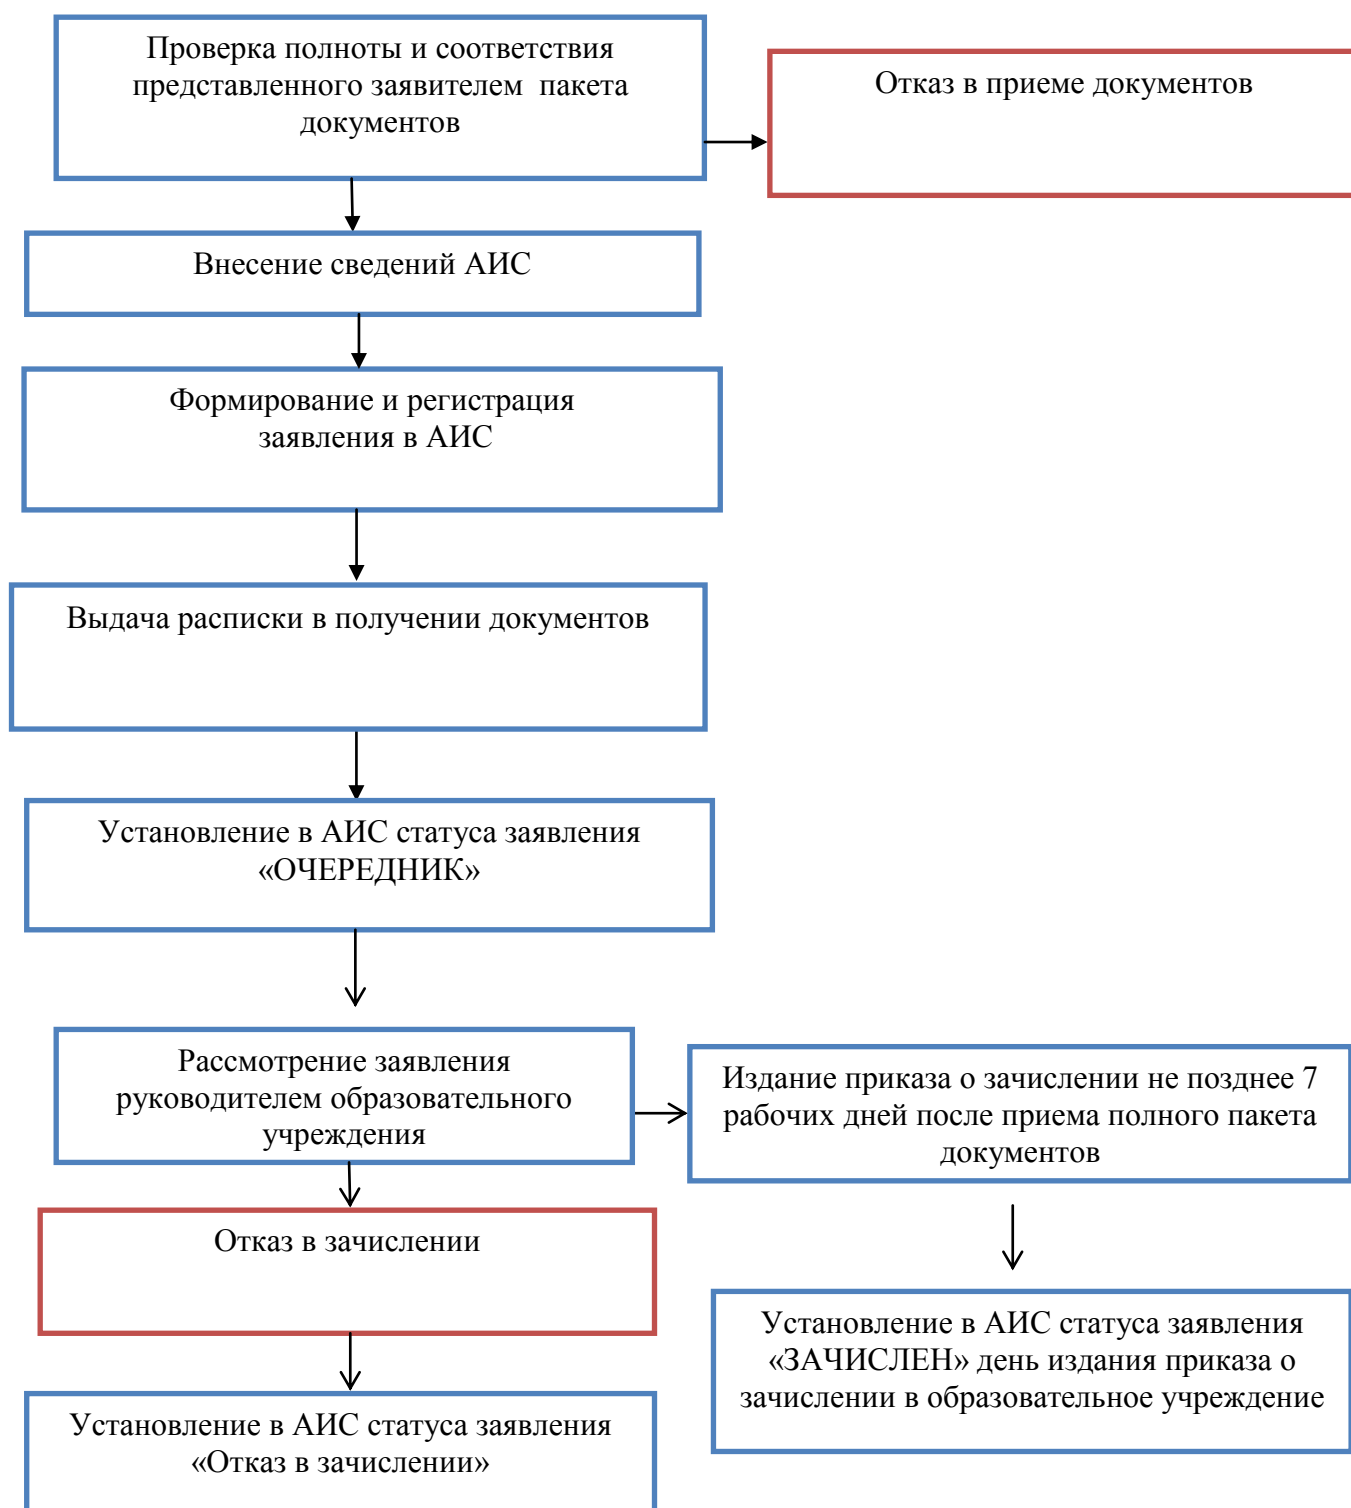 Проверка полноты и соответствия
представленного заявителем пакета
документов
Отказ в приеме документов
Внесение сведений АИС
Формирование и регистрация
заявления в АИС
Выдача расписки в получении документов
Установление в АИС статуса заявления
«ОЧЕРЕДНИК»
Рассмотрение заявления
руководителем образовательного
учреждения
Издание приказа о зачислении не позднее 7
рабочих дней после приема полного пакета
документов
Отказ в зачислении
Установление в АИС статуса заявления
«ЗАЧИСЛЕН» день издания приказа о
зачислении в образовательное учреждение
Установление в АИС статуса заявления
«Отказ в зачислении»